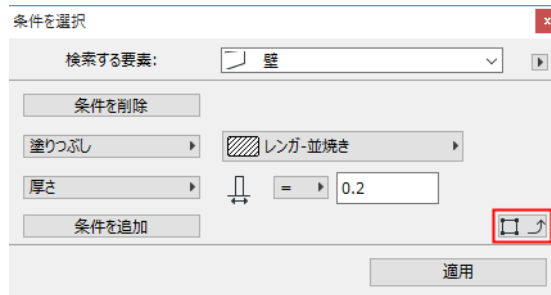 条件を選択
x
検索する要素: 壁
条件を削除
塗りつぶし レンガ-並焼き
厚さ = 0.2
条件を追加
適用